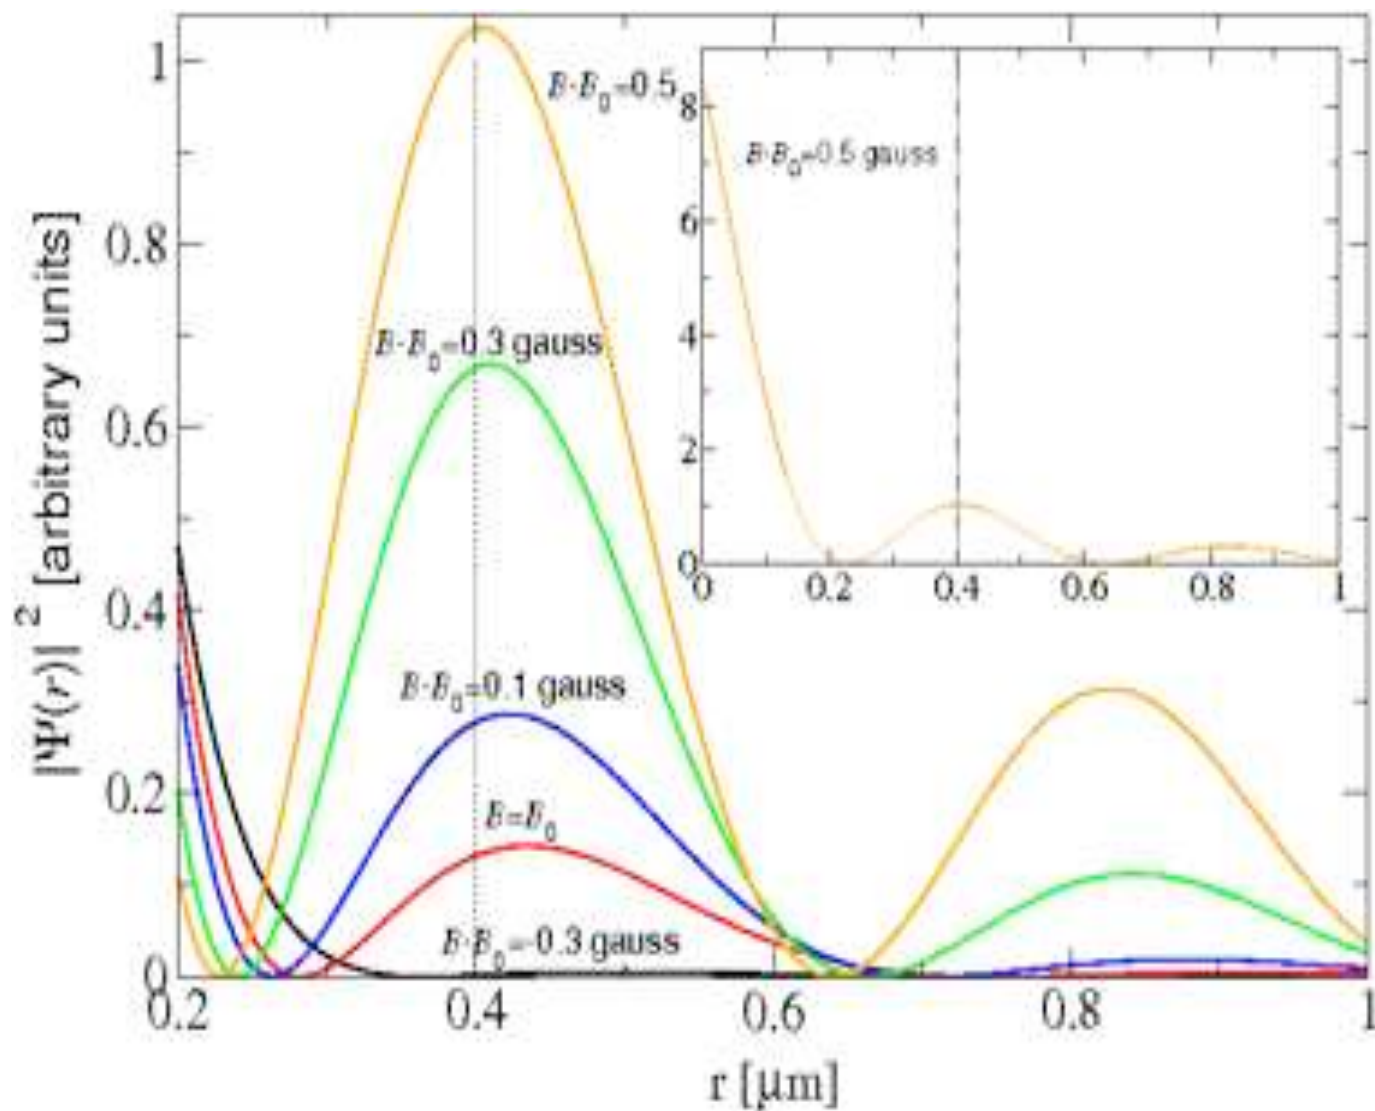 |Ψ(r)|² [arbitrary units]
1
0.8
0.6
0.4
0.2
0
B-B₀=0.5
B-B₀=0.3 gauss
B-B₀=0.1 gauss
B=B₀
B-B₀=-0.3 gauss
0.2 0.4 0.6 0.8 1
r [μm]
8
6
4
2
0
B-B₀=0.5 gauss
0 0.2 0.4 0.6 0.8 1